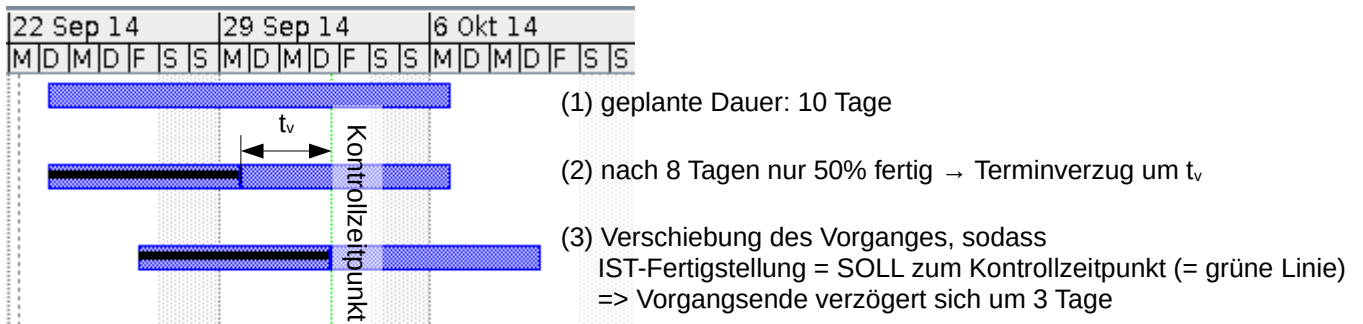 22 Sep 14 29 Sep 14 6 Okt 14
M D M D F S S M D M D F S S M D M D F S S
(1) geplante Dauer: 10 Tage
tv
Kontrollzeitpunkt
(2) nach 8 Tagen nur 50% fertig → Terminverzug um tv
(3) Verschiebung des Vorganges, sodass
IST-Fertigstellung = SOLL zum Kontrollzeitpunkt (= grüne Linie)
=> Vorgangsende verzögert sich um 3 Tage